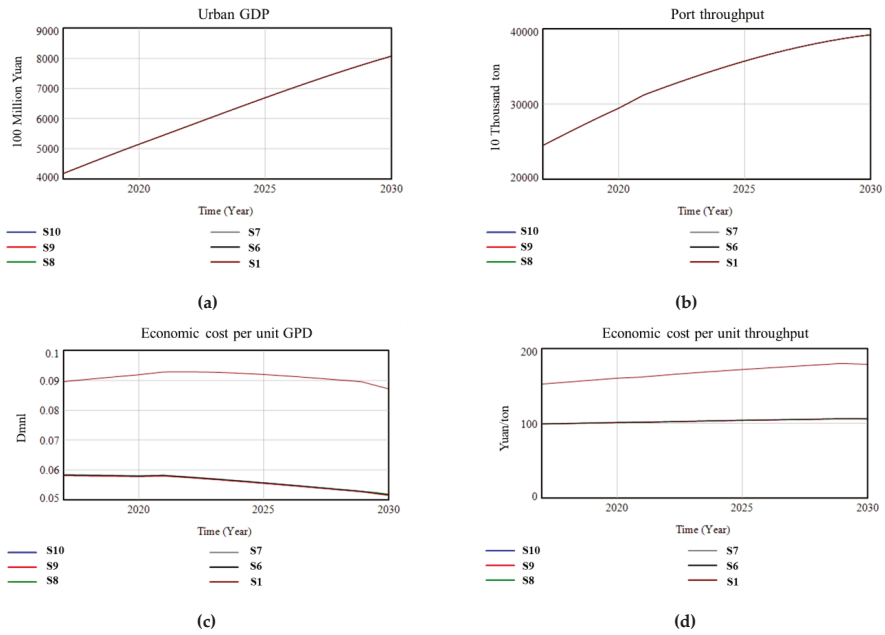 Urban GDP
9000
8000
7000
6000
5000
4000
100 Million Yuan
2020
2025
2030
Time (Year)
S10
S9
S8
S7
S6
S1
(a)
Port throughput
40000
30000
20000
10 Thousand ton
2020
2025
2030
Time (Year)
S10
S9
S8
S7
S6
S1
(b)
Economic cost per unit GPD
0.1
0.09
0.08
0.07
0.06
0.05
Dmnl
2020
2025
2030
Time (Year)
S10
S9
S8
S7
S6
S1
(c)
Economic cost per unit throughput
200
100
0
Yuan/ton
2020
2025
2030
Time (Year)
S10
S9
S8
S7
S6
S1
(d)